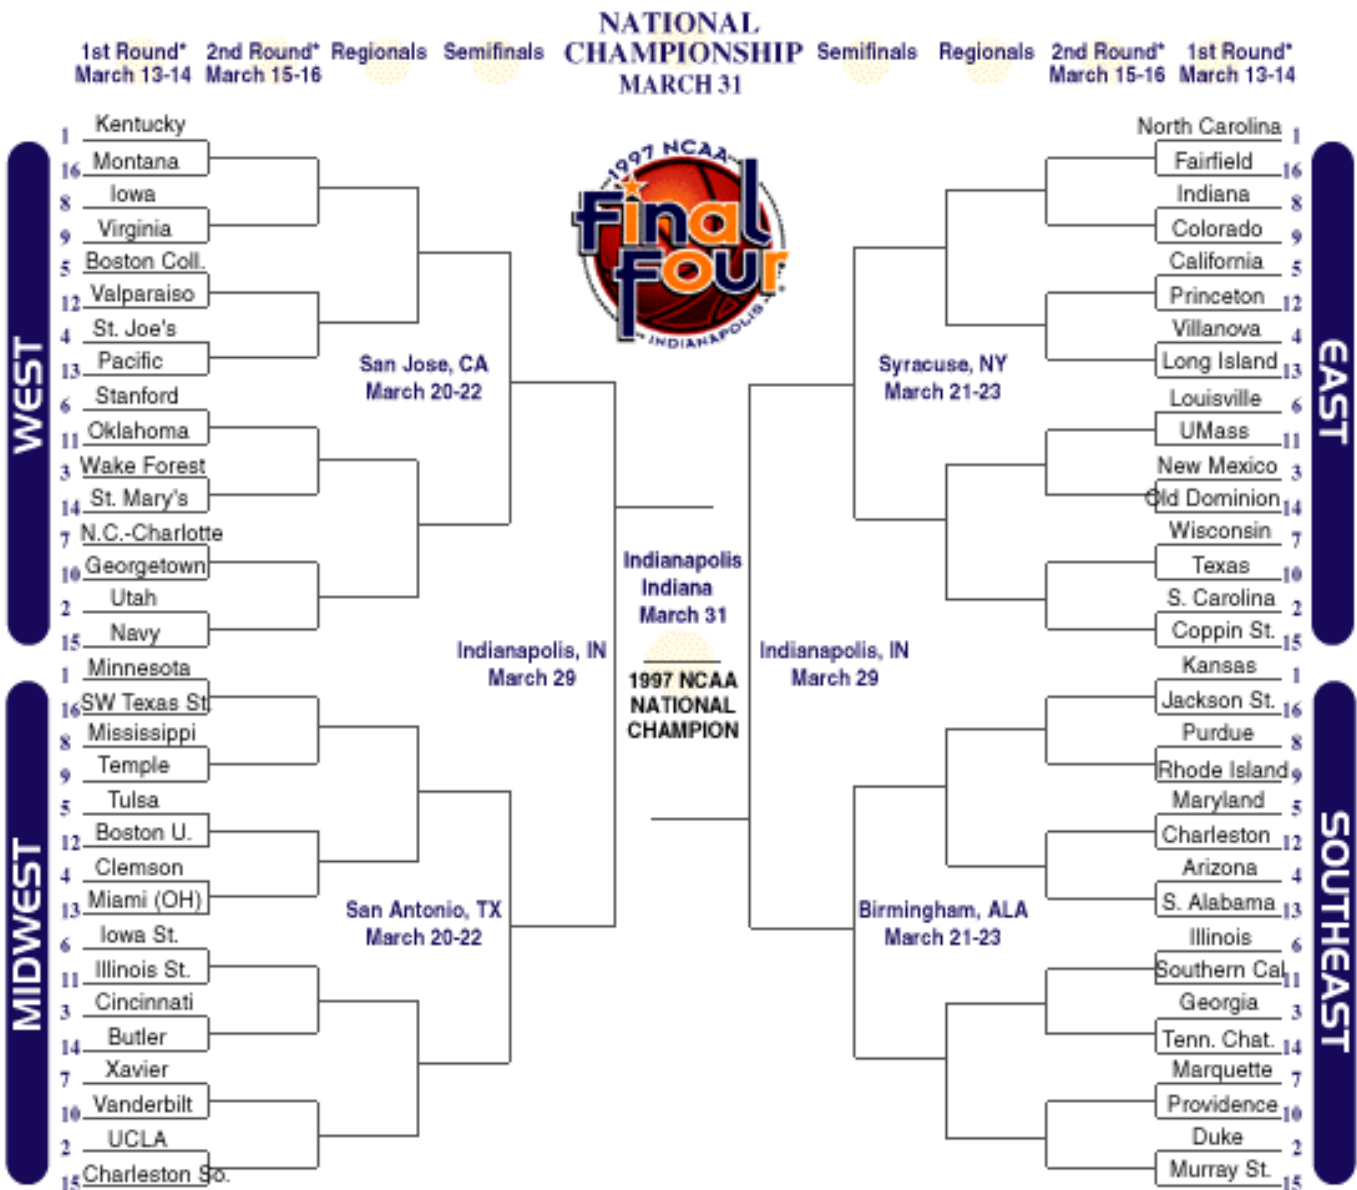 NATIONAL
CHAMPIONSHIP
MARCH 31
1st Round*
March 13-14
2nd Round*
March 15-16
Regionals
Semifinals
Semifinals
Regionals
2nd Round*
March 15-16
1st Round*
March 13-14
1997 NCAA
Final
Four
INDIANAPOLIS
WEST
1 Kentucky
16 Montana
8 Iowa
9 Virginia
5 Boston Coll.
12 Valparaiso
4 St. Joe's
13 Pacific
6 Stanford
11 Oklahoma
3 Wake Forest
14 St. Mary's
7 N.C.-Charlotte
10 Georgetown
2 Utah
15 Navy
San Jose, CA
March 20-22
MIDWEST
1 Minnesota
16 SW Texas St.
8 Mississippi
9 Temple
5 Tulsa
12 Boston U.
4 Clemson
13 Miami (OH)
6 Iowa St.
11 Illinois St.
3 Cincinnati
14 Butler
7 Xavier
10 Vanderbilt
2 UCLA
15 Charleston So.
San Antonio, TX
March 20-22
Indianapolis, IN
March 29
Indianapolis
Indiana
March 31
1997 NCAA
NATIONAL
CHAMPION
Indianapolis, IN
March 29
EAST
North Carolina 1
Fairfield 16
Indiana 8
Colorado 9
California 5
Princeton 12
Villanova 4
Long Island 13
Louisville 6
UMass 11
New Mexico 3
Old Dominion 14
Wisconsin 7
Texas 10
S. Carolina 2
Coppin St. 15
Syracuse, NY
March 21-23
SOUTHEAST
Kansas 1
Jackson St. 16
Purdue 8
Rhode Island 9
Maryland 5
Charleston 12
Arizona 4
S. Alabama 13
Illinois 6
Southern Cal 11
Georgia 3
Tenn. Chat. 14
Marquette 7
Providence 10
Duke 2
Murray St. 15
Birmingham, ALA
March 21-23